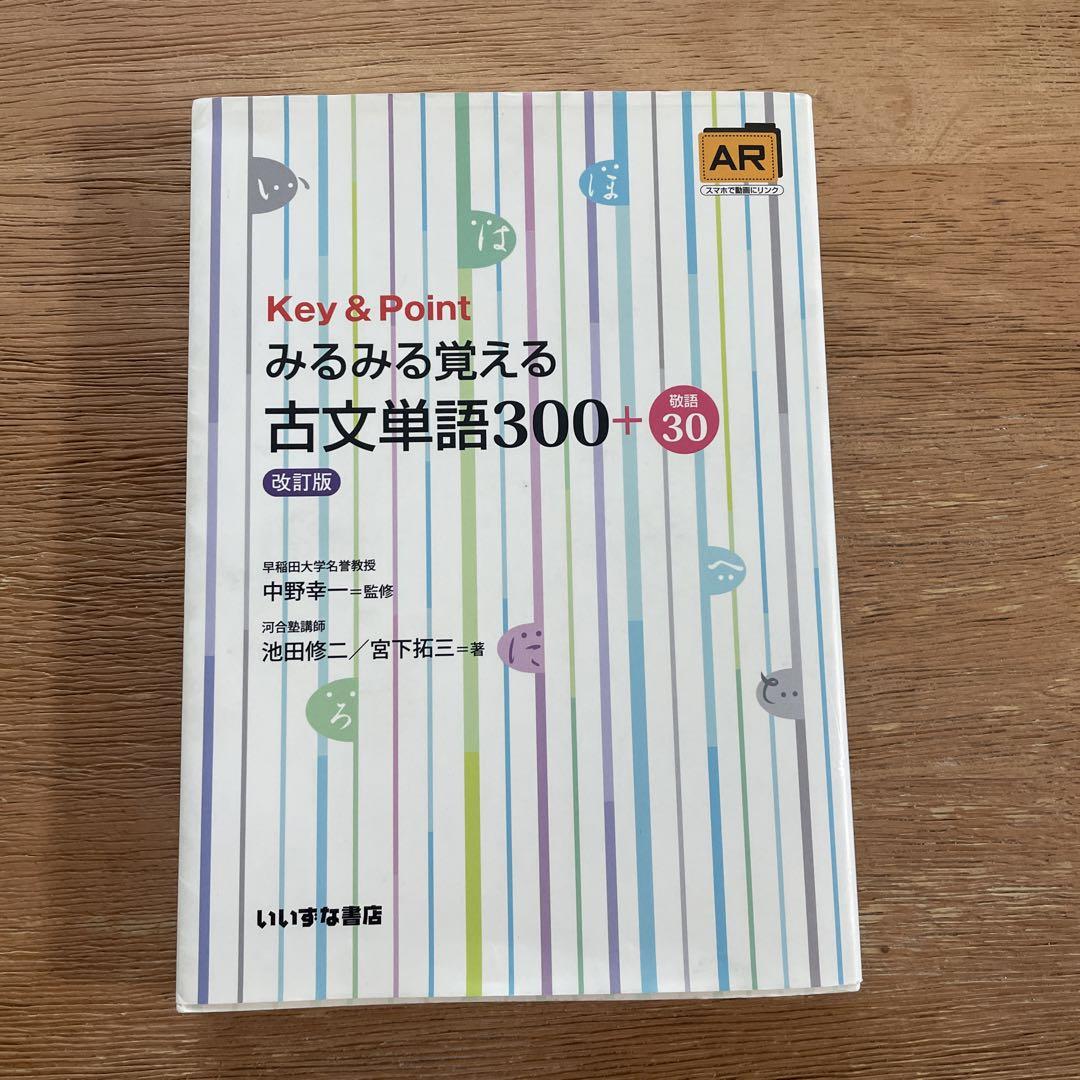 AR
スマホで動画にリンク
い
ほ
は
Key & Point
みるみる覚える
古文単語300+
敬語
30
改訂版
早稲田大学名誉教授
中野幸一=監修
河合塾講師
池田修二/宮下拓三=著
へ
に
と
ろ
いいずな書店